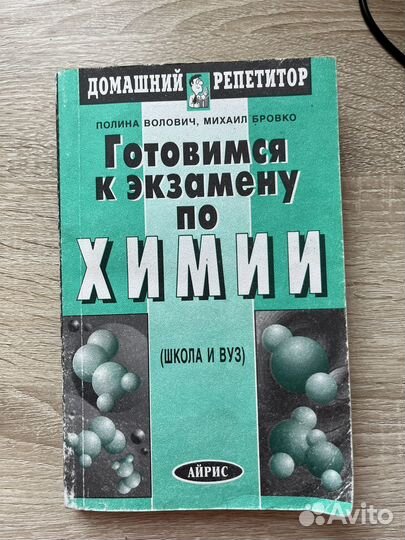 ДОМАШНИЙ РЕПЕТИТОР
ПОЛИНА ВОЛОВИЧ, МИХАИЛ БРОВКО
Готовимся
к экзамену
по
ХИМИИ
(ШКОЛА И ВУЗ)
АЙРИС
Avito